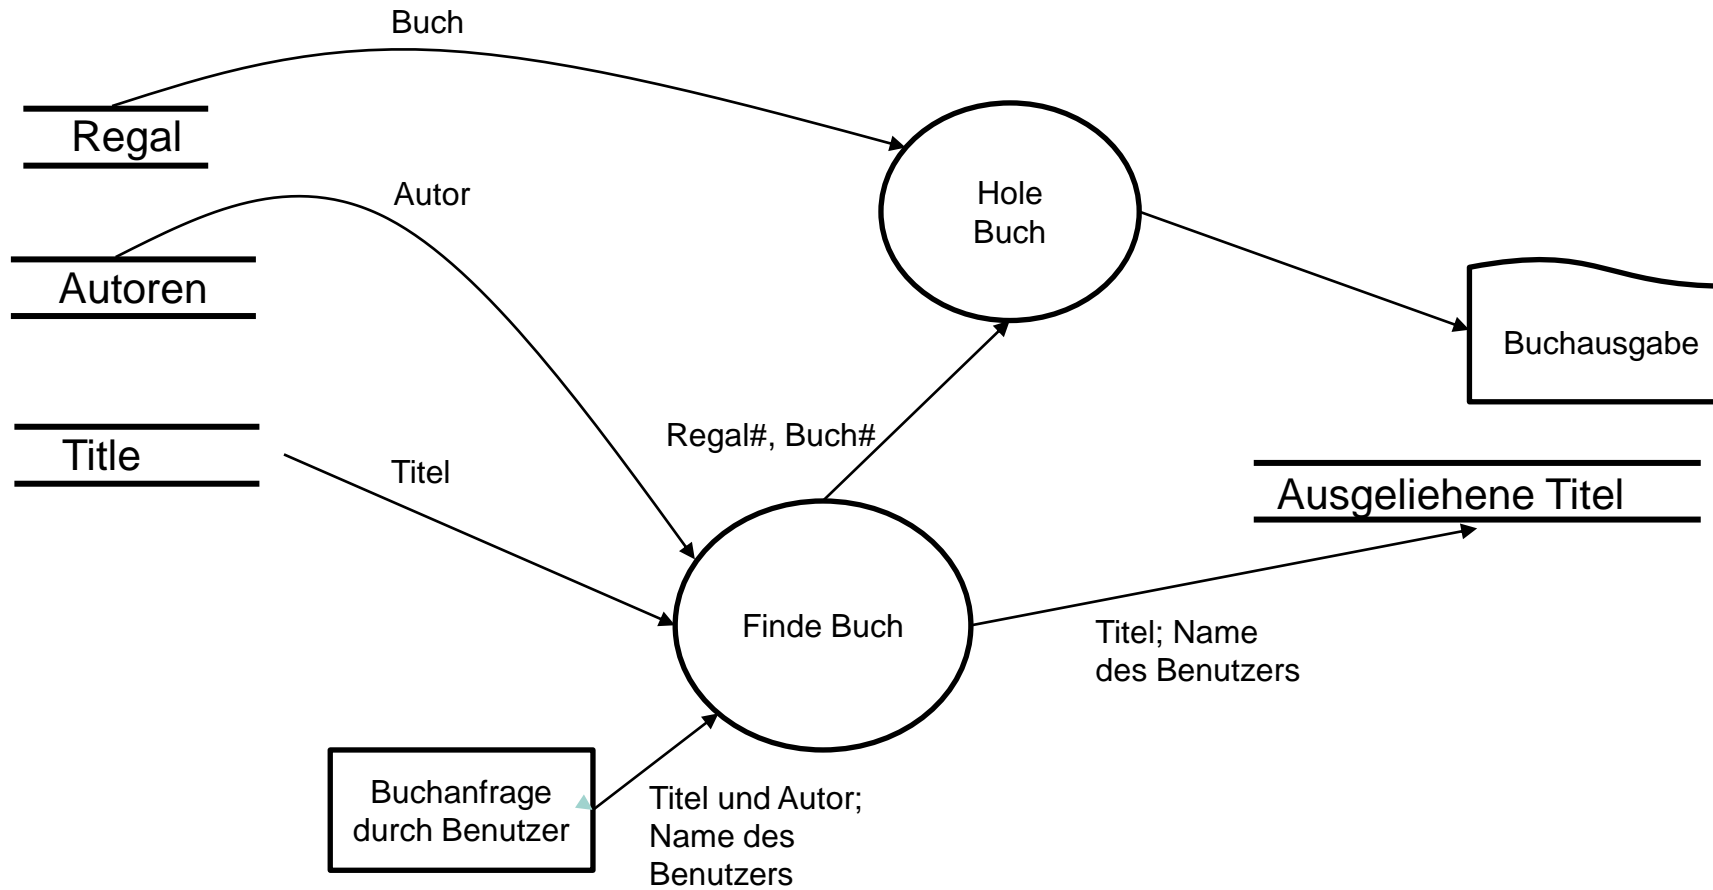 Buch
Regal
Autor
Hole
Buch
Autoren
Buchausgabe
Regal#, Buch#
Title
Titel
Ausgeliehene Titel
Finde Buch
Titel; Name
des Benutzers
Buchanfrage
durch Benutzer
Titel und Autor;
Name des
Benutzers